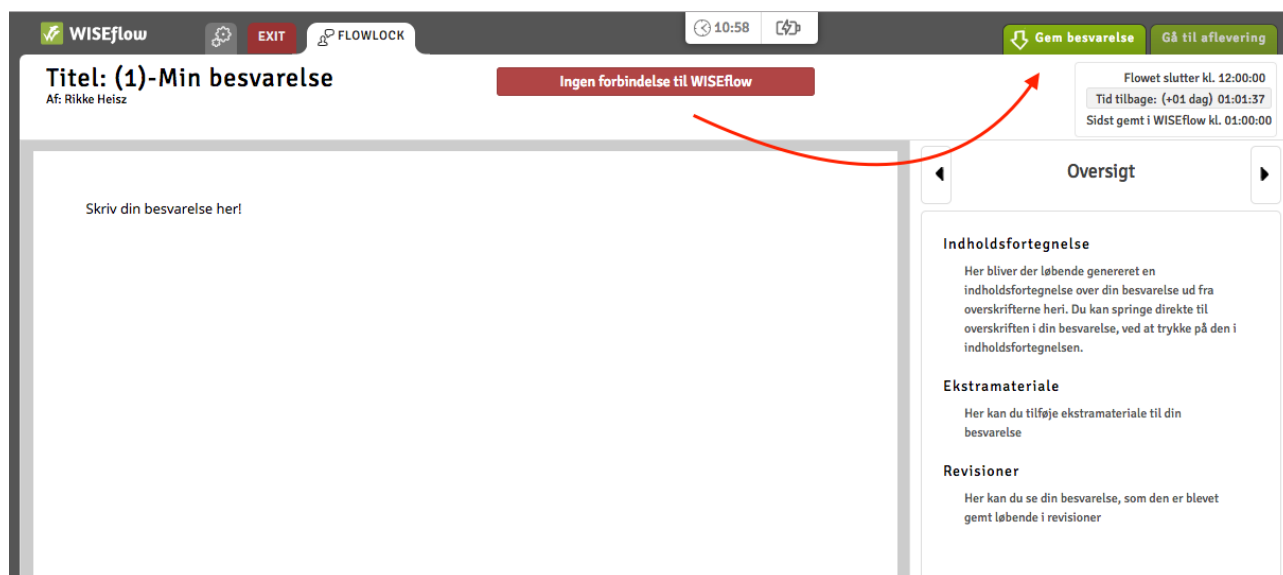 WISEflow
EXIT
FLOWLOCK
10:58
Gem besvarelse
Gå til aflevering
Titel: (1)-Min besvarelse
Af: Rikke Heisz
Ingen forbindelse til WISEflow
Flowet slutter kl. 12:00:00
Tid tilbage: (+01 dag) 01:01:37
Sidst gemt i WISEflow kl. 01:00:00
Skriv din besvarelse her!
Oversigt
Indholdsfortegnelse
Her bliver der løbende genereret en
indholdsfortegnelse over din besvarelse ud fra
overskrifterne heri. Du kan springe direkte til
overskriften i din besvarelse, ved at trykke på den i
indholdsfortegnelsen.
Ekstramateriale
Her kan du tilføje ekstramateriale til din
besvarelse
Revisioner
Her kan du se din besvarelse, som den er blevet
gemt løbende i revisioner